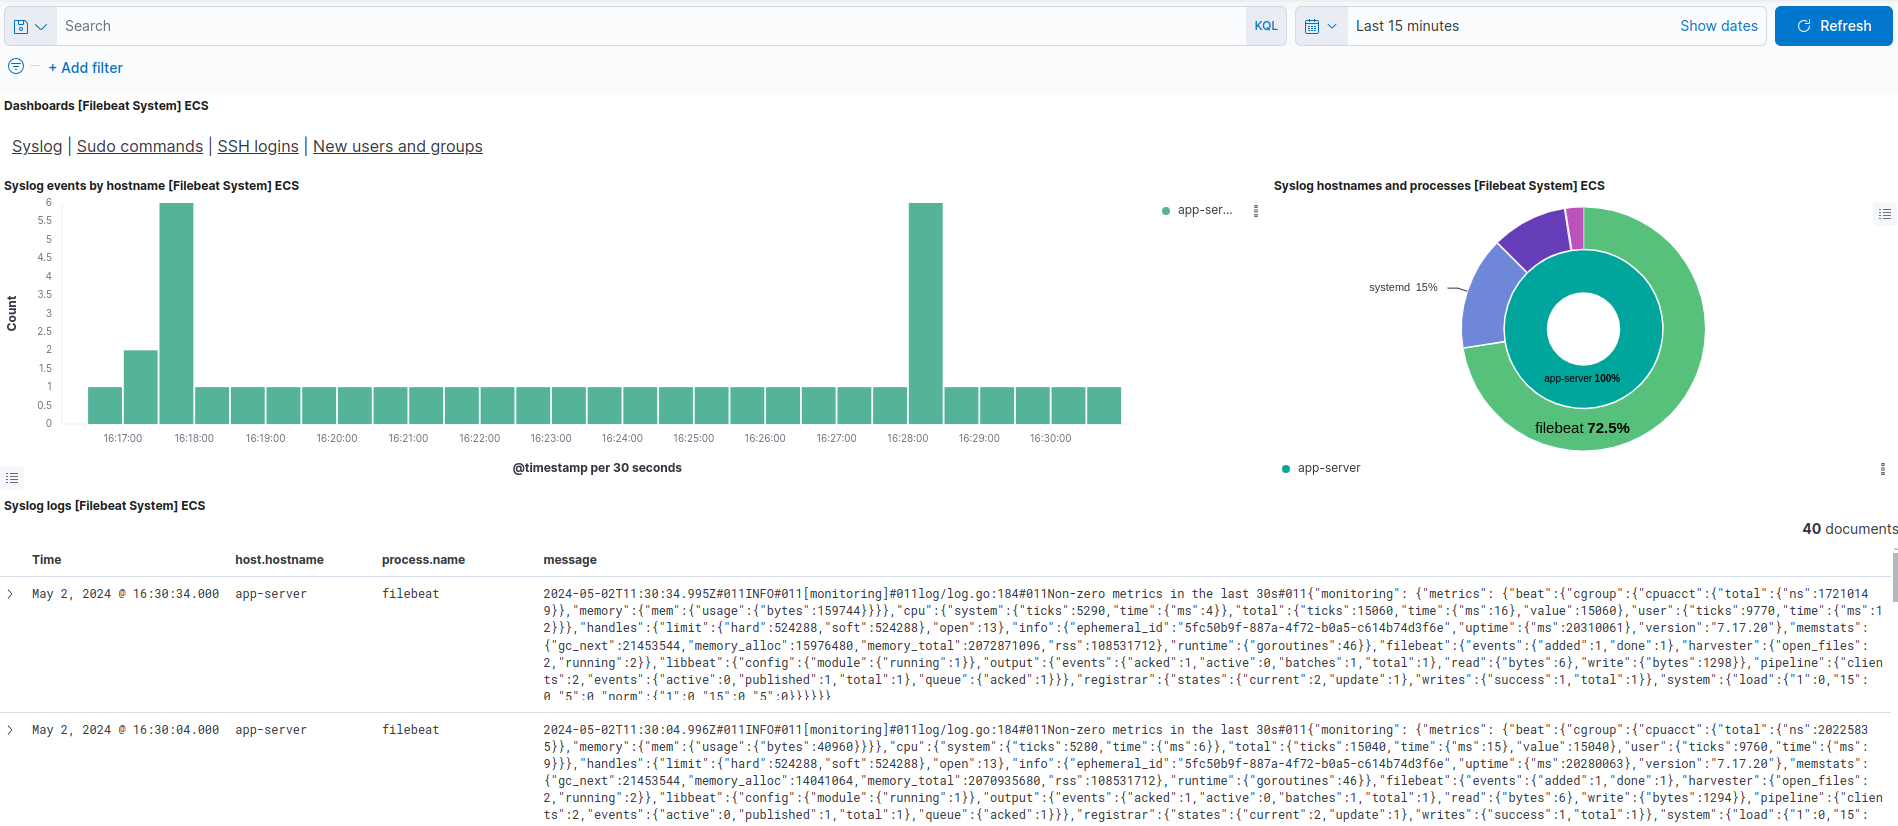 Search KQL Last 15 minutes Show dates Refresh
+ Add filter
Dashboards [Filebeat System] ECS
Syslog | Sudo commands | SSH logins | New users and groups
Syslog events by hostname [Filebeat System] ECS
Count
6
5.5
5
4.5
4
3.5
3
2.5
2
1.5
1
0.5
0
16:17:00 16:18:00 16:19:00 16:20:00 16:21:00 16:22:00 16:23:00 16:24:00 16:25:00 16:26:00 16:27:00 16:28:00 16:29:00 16:30:00
@timestamp per 30 seconds
app-ser...
Syslog hostnames and processes [Filebeat System] ECS
systemd 15%
app-server 100%
filebeat 72.5%
app-server
Syslog logs [Filebeat System] ECS
40 documents
Time host.hostname process.name message
May 2, 2024 @ 16:30:34.000 app-server filebeat 2024-05-02T11:30:34.995Z#011INFO#011[monitoring]#011log/log.go:184#011Non-zero metrics in the last 30s#011{"monitoring": {"metrics": {"beat":{"cgroup":{"cpuacct":{"total":{"ns":1721014
9}},"memory":{"mem":{"usage":{"bytes":159744}}}},"cpu":{"system":{"ticks":5290,"time":{"ms":4}},"total":{"ticks":15060,"time":{"ms":16},"value":15060},"user":{"ticks":9770,"time":{"ms":1
2}}},"handles":{"limit":{"hard":524288,"soft":524288},"open":13},"info":{"ephemeral_id":"5fc50b9f-887a-4f72-b0a5-c614b74d3f6e","uptime":{"ms":20310061},"version":"7.17.20"},"memstats":
{"gc_next":21453544,"memory_alloc":15976480,"memory_total":2072871096,"rss":108531712},"runtime":{"goroutines":46}},"filebeat":{"events":{"added":1,"done":1},"harvester":{"open_files":
2,"running":2}},"libbeat":{"config":{"module":{"running":1}},"output":{"events":{"acked":1,"active":0,"batches":1,"total":1},"read":{"bytes":6},"write":{"bytes":1298}},"pipeline":{"clien
ts":2,"events":{"active":0,"published":1,"total":1},"queue":{"acked":1}}},"registrar":{"states":{"current":2,"update":1},"writes":{"success":1,"total":1}},"system":{"load":{"1":0,"15":
0,"5":0,"norm":{"1":0,"15":0,"5":0}}}}}}
May 2, 2024 @ 16:30:04.000 app-server filebeat 2024-05-02T11:30:04.996Z#011INFO#011[monitoring]#011log/log.go:184#011Non-zero metrics in the last 30s#011{"monitoring": {"metrics": {"beat":{"cgroup":{"cpuacct":{"total":{"ns":2022583
5}},"memory":{"mem":{"usage":{"bytes":40960}}}},"cpu":{"system":{"ticks":5280,"time":{"ms":6}},"total":{"ticks":15040,"time":{"ms":15},"value":15040},"user":{"ticks":9760,"time":{"ms":
9}}},"handles":{"limit":{"hard":524288,"soft":524288},"open":13},"info":{"ephemeral_id":"5fc50b9f-887a-4f72-b0a5-c614b74d3f6e","uptime":{"ms":20280063},"version":"7.17.20"},"memstats":
{"gc_next":21453544,"memory_alloc":14041064,"memory_total":2070935680,"rss":108531712},"runtime":{"goroutines":46}},"filebeat":{"events":{"added":1,"done":1},"harvester":{"open_files":
2,"running":2}},"libbeat":{"config":{"module":{"running":1}},"output":{"events":{"acked":1,"active":0,"batches":1,"total":1},"read":{"bytes":6},"write":{"bytes":1294}},"pipeline":{"clien
ts":2,"events":{"active":0,"published":1,"total":1},"queue":{"acked":1}}},"registrar":{"states":{"current":2,"update":1},"writes":{"success":1,"total":1}},"system":{"load":{"1":0,"15":